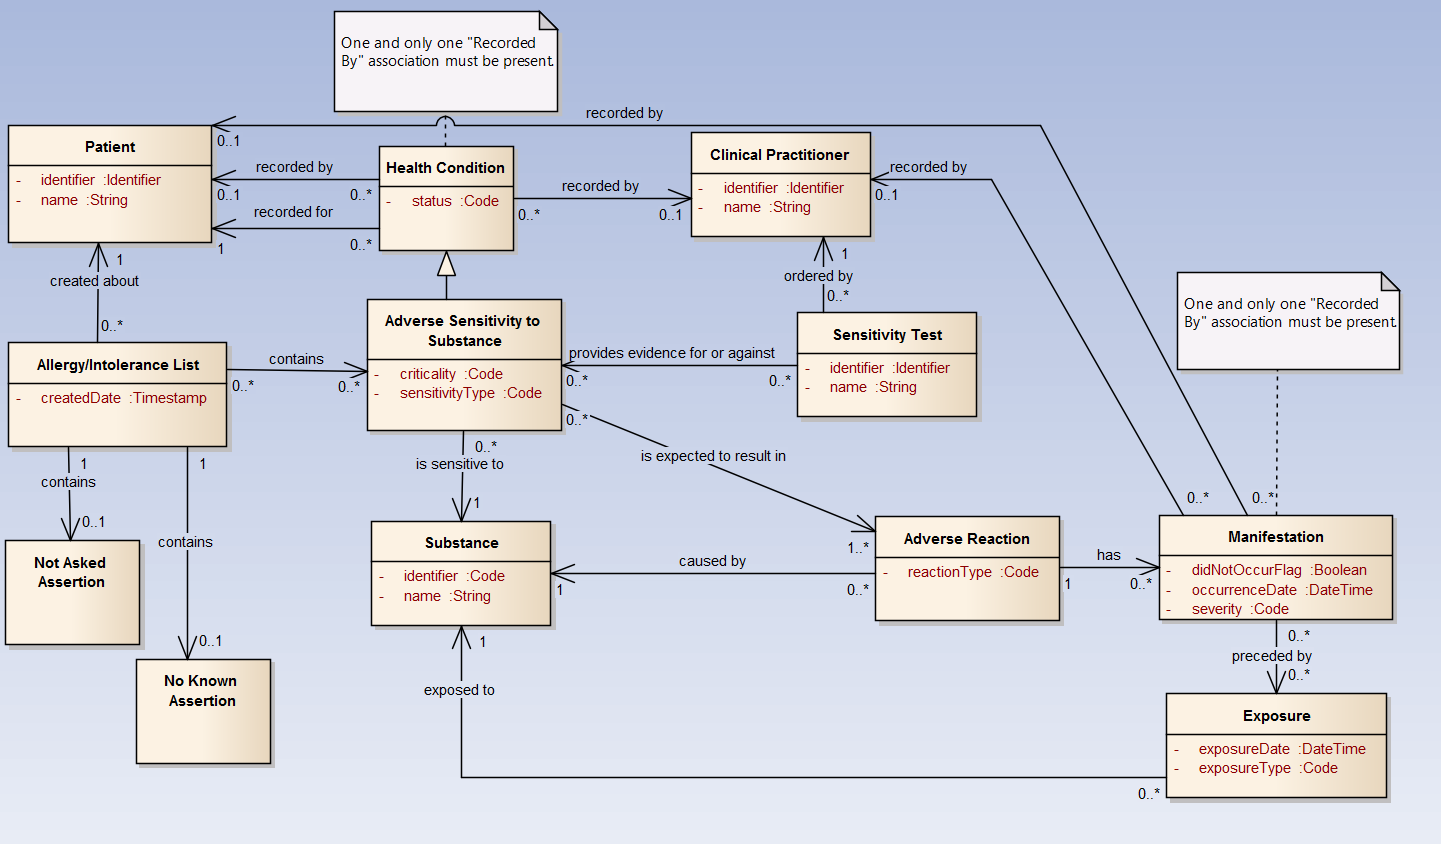 One and only one "Recorded
By" association must be present.
recorded by
0..1
Patient
- identifier :Identifier
- name :String
recorded by
0..1
0..*
recorded for
1
0..*
Health Condition
- status :Code
recorded by
0..*
0..1
Clinical Practitioner
- identifier :Identifier
- name :String
recorded by
0..1
1
created about
0..*
1
ordered by
0..*
One and only one "Recorded
By" association must be present.
Allergy/Intolerance List
- createdDate :Timestamp
contains
0..*
0..*
Adverse Sensitivity to
Substance
- criticality :Code
- sensitivityType :Code
provides evidence for or against
0..*
0..*
Sensitivity Test
- identifier :Identifier
- name :String
0..*
is expected to result in
1..*
0..*
is sensitive to
1
1
contains
0..1
1
contains
0..1
0..*
0..*
Not Asked
Assertion
No Known
Assertion
Substance
- identifier :Code
- name :String
caused by
1
0..*
Adverse Reaction
- reactionType :Code
has
1
0..*
Manifestation
- didNotOccurFlag :Boolean
- occurrenceDate :DateTime
- severity :Code
0..*
preceded by
0..*
1
exposed to
0..*
Exposure
- exposureDate :DateTime
- exposureType :Code